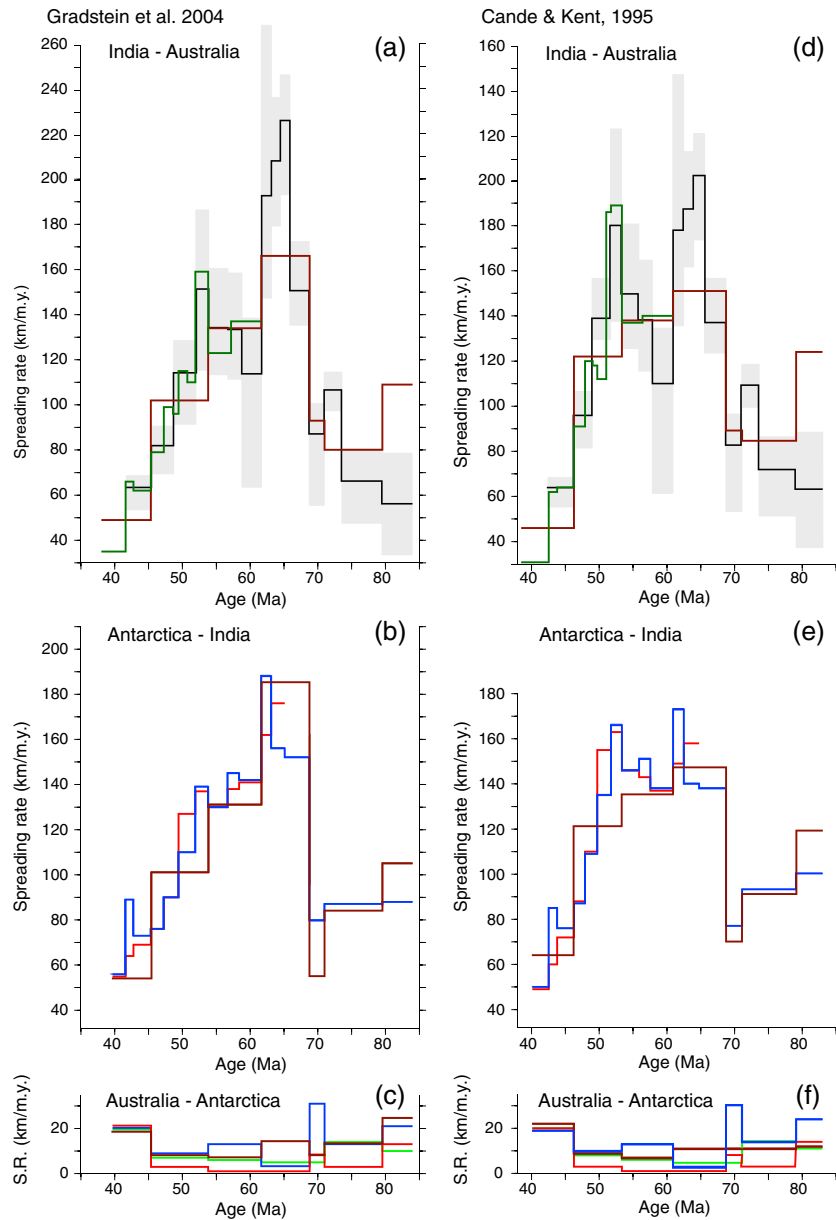 Gradstein et al. 2004
Cande & Kent, 1995
(a)
India - Australia
Spreading rate (km/m.y.)
260
240
220
200
180
160
140
120
100
80
60
40
40
50
60
70
80
Age (Ma)
(d)
India - Australia
Spreading rate (km/m.y.)
160
140
120
100
180
160
140
120
100
80
60
40
40
50
60
70
80
Age (Ma)
(b)
Antarctica - India
Spreading rate (km/m.y.)
200
180
160
140
120
100
80
60
40
40
50
60
70
80
Age (Ma)
(e)
Antarctica - India
Spreading rate (km/m.y.)
180
160
140
120
100
80
60
40
40
50
60
70
80
Age (Ma)
(c)
Australia - Antarctica
S.R. (km/m.y.)
20
0
40
50
60
70
80
Age (Ma)
(f)
Australia - Antarctica
S.R. (km/m.y.)
20
0
40
50
60
70
80
Age (Ma)